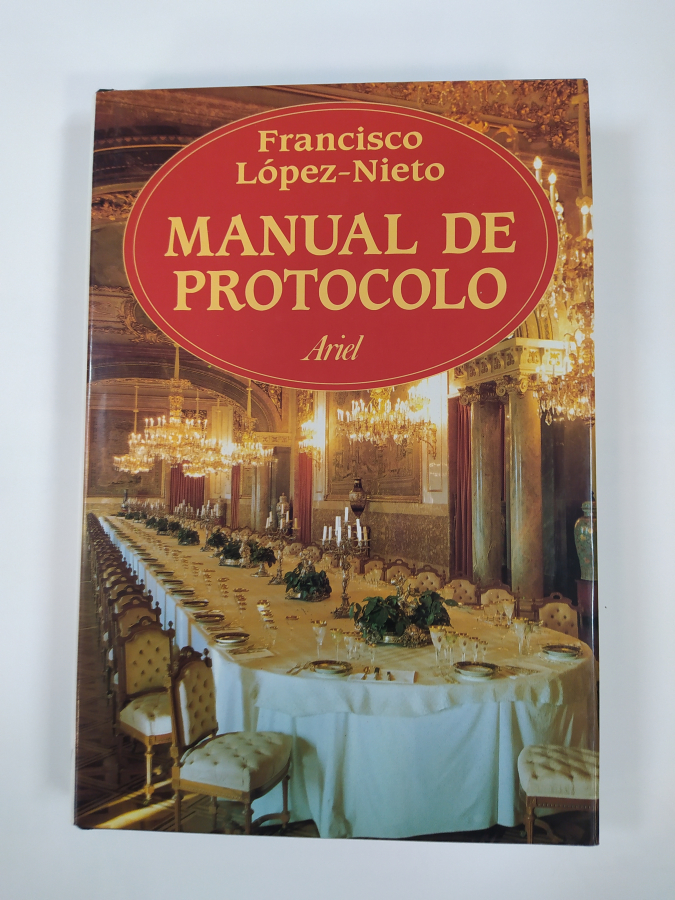 Francisco
López-Nieto
MANUAL DE
PROTOCOLO
Ariel